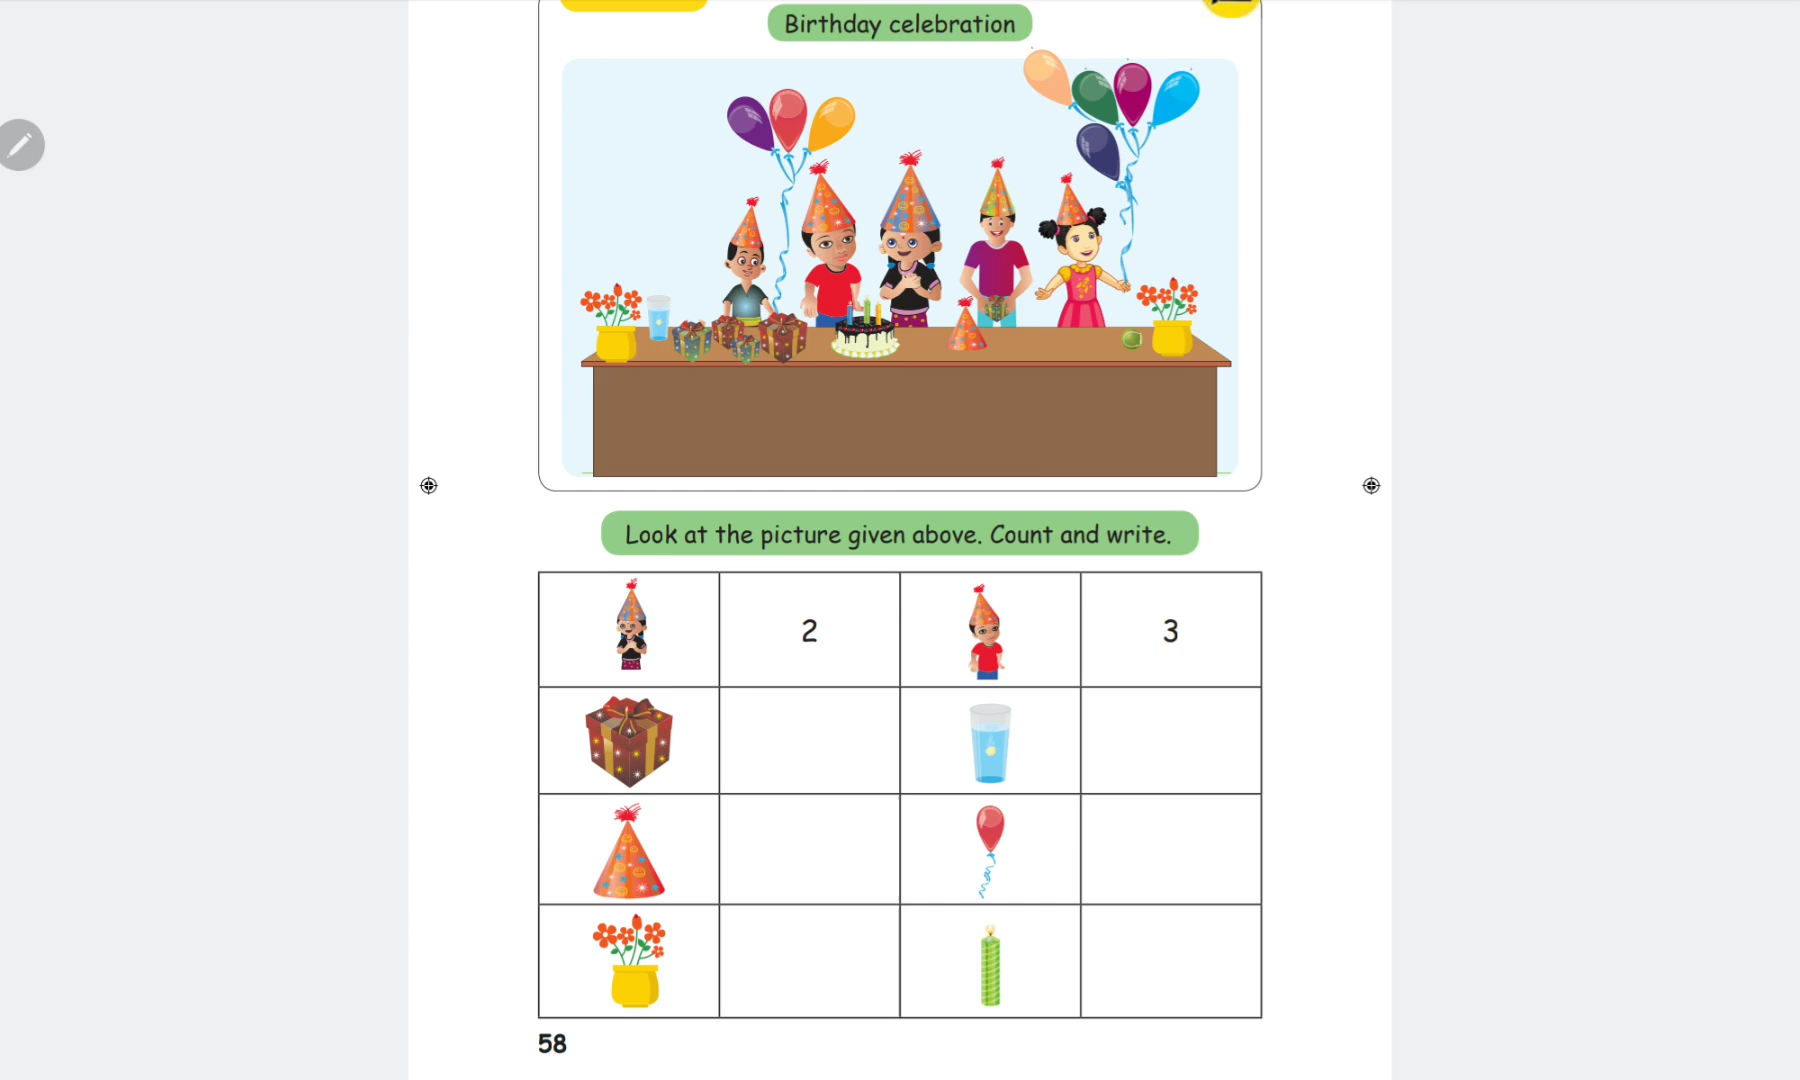 Birthday celebration
Look at the picture given above. Count and write.
2
3
58